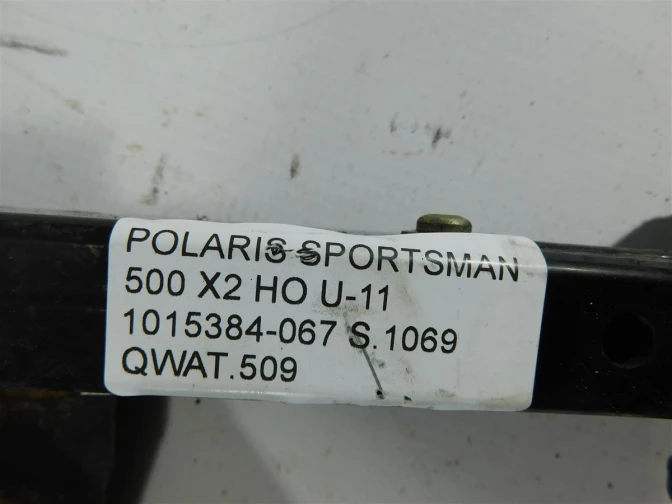 POLARIS SPORTSMAN
500 X2 HO U-11
1015384-067 S.1069
QWAT.509